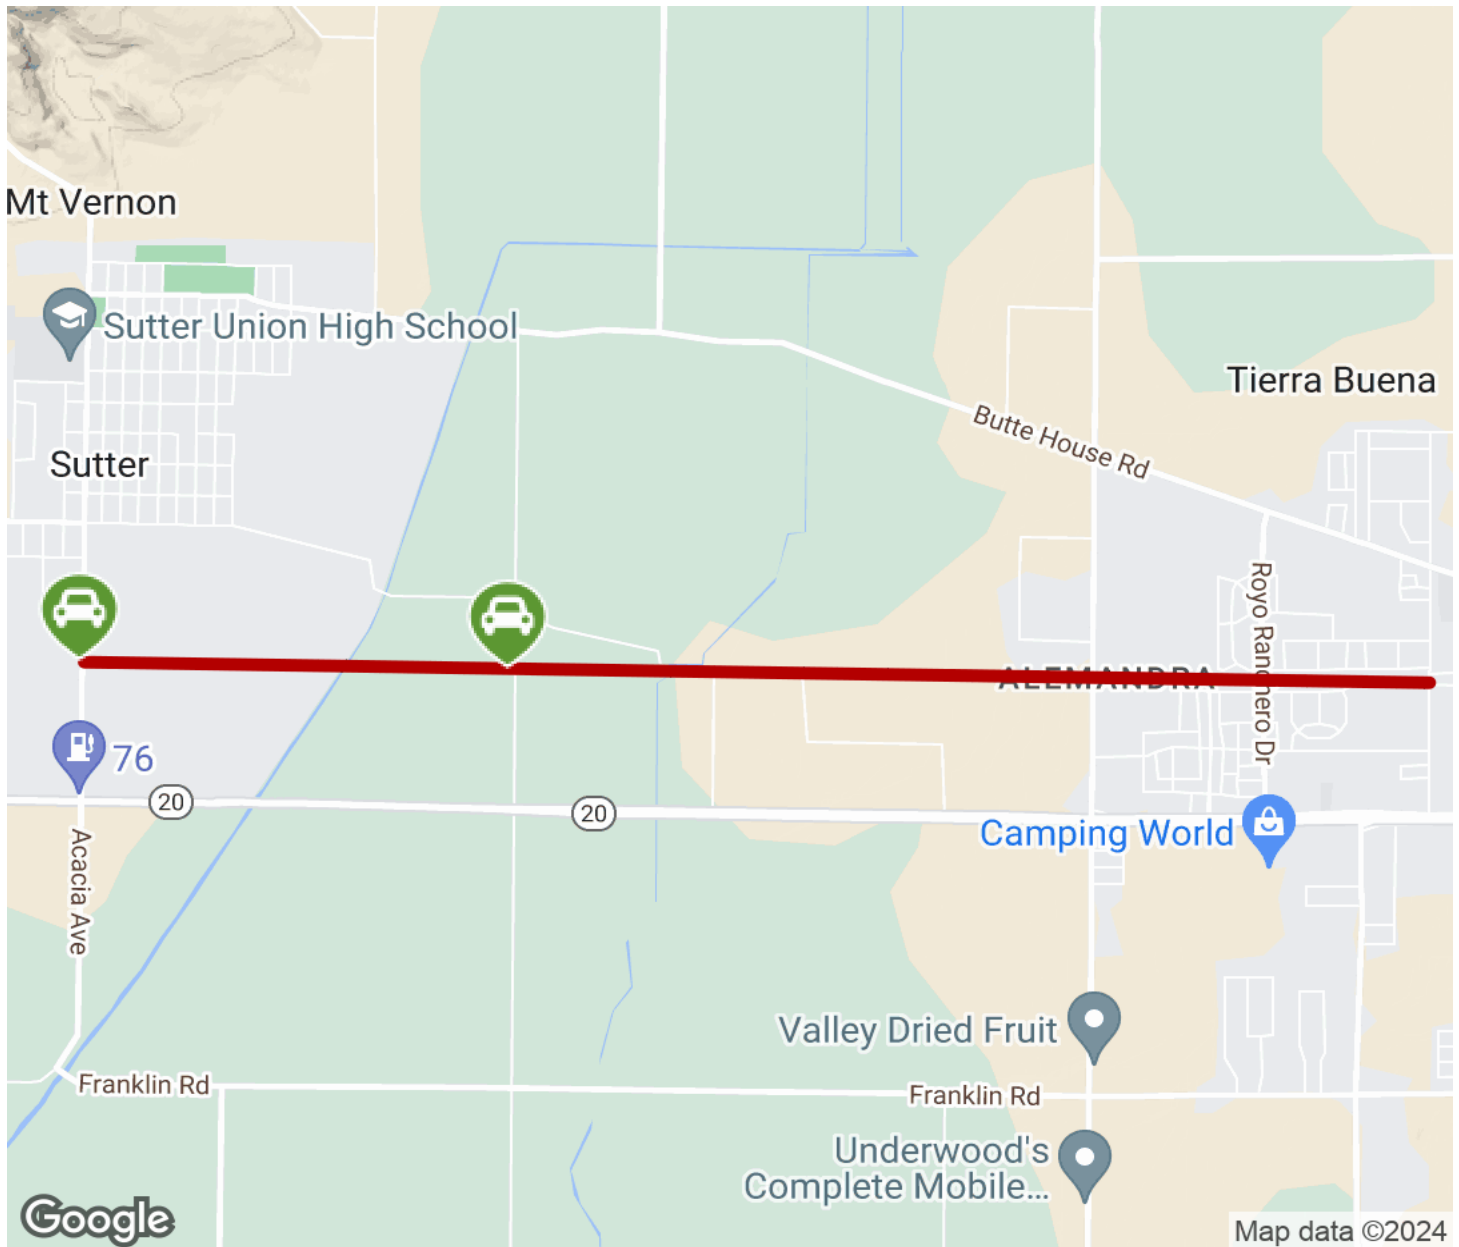 Mt Vernon
Sutter Union High School
Tierra Buena
Butte House Rd
Sutter
Royo Ranchero Dr
ALEMANDRA
76
20
20
Camping World
Acacia Ave
Valley Dried Fruit
Franklin Rd
Franklin Rd
Underwood's
Complete Mobile...
Google
Map data ©2024